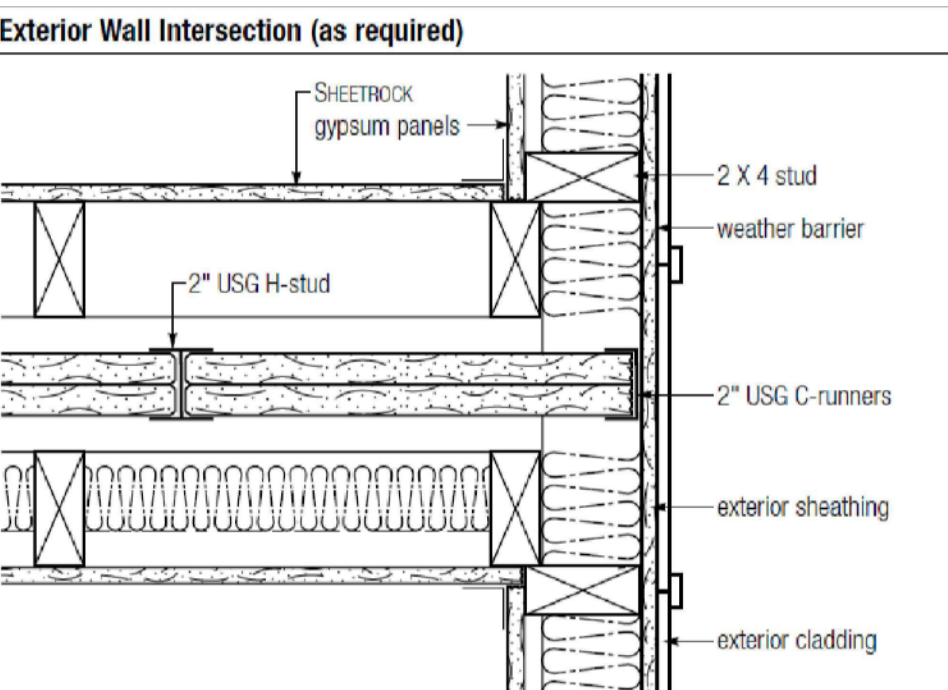 Exterior Wall Intersection (as required)
SHEETROCK
gypsum panels
2 X 4 stud
weather barrier
2" USG H-stud
2" USG C-runners
exterior sheathing
exterior cladding